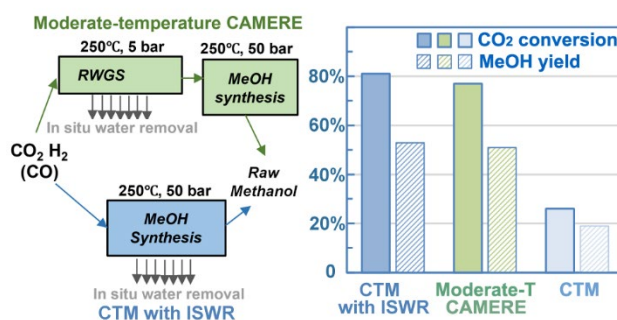 Moderate-temperature CAMERE
250℃, 5 bar
250℃, 50 bar
RWGS
MeOH
synthesis
In situ water removal
CO₂ H₂
(CO)
Raw
Methanol
250℃, 50 bar
MeOH
Synthesis
In situ water removal
CTM with ISWR
CO₂ conversion
MeOH yield
80%
60%
40%
20%
0
CTM
with ISWR
Moderate-T
CAMERE
CTM